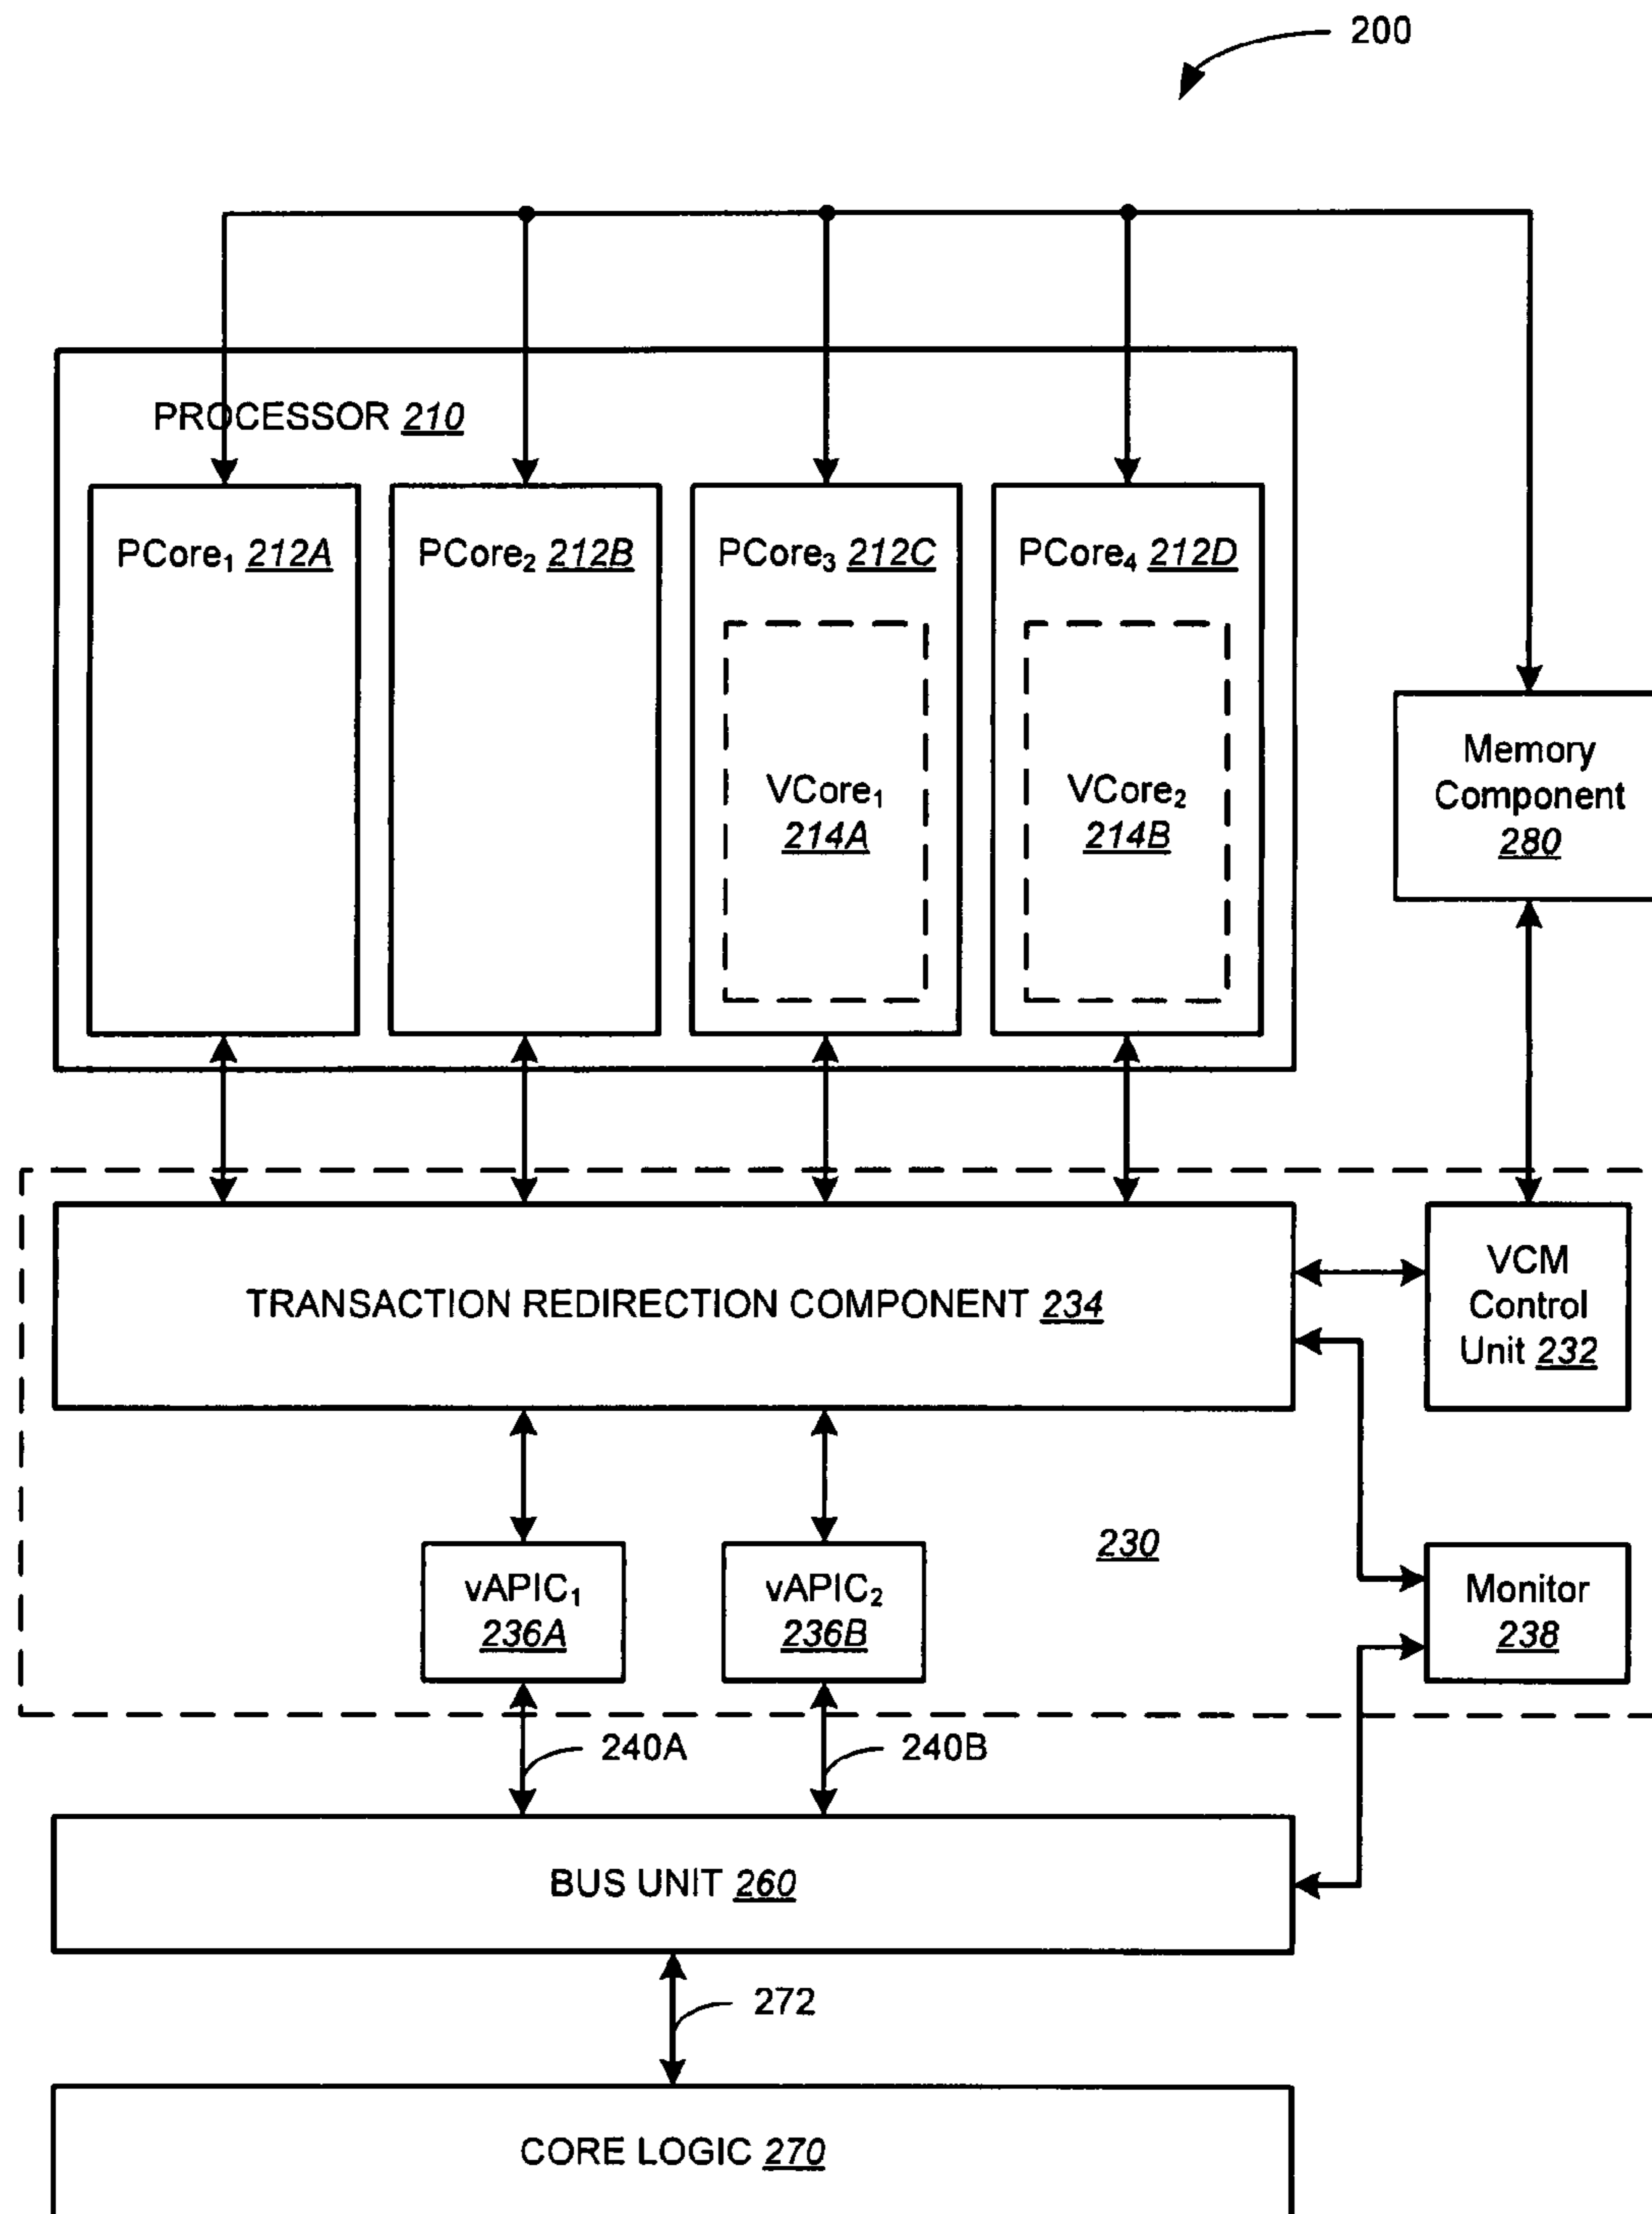 200
PROCESSOR 210
PCore₁ 212A
PCore₂ 212B
PCore₃ 212C
PCore₄ 212D
VCore₁
214A
VCore₂
214B
Memory
Component
280
TRANSACTION REDIRECTION COMPONENT 234
VCM
Control
Unit 232
230
vAPIC₁
236A
vAPIC₂
236B
Monitor
238
240A
240B
BUS UNIT 260
272
CORE LOGIC 270